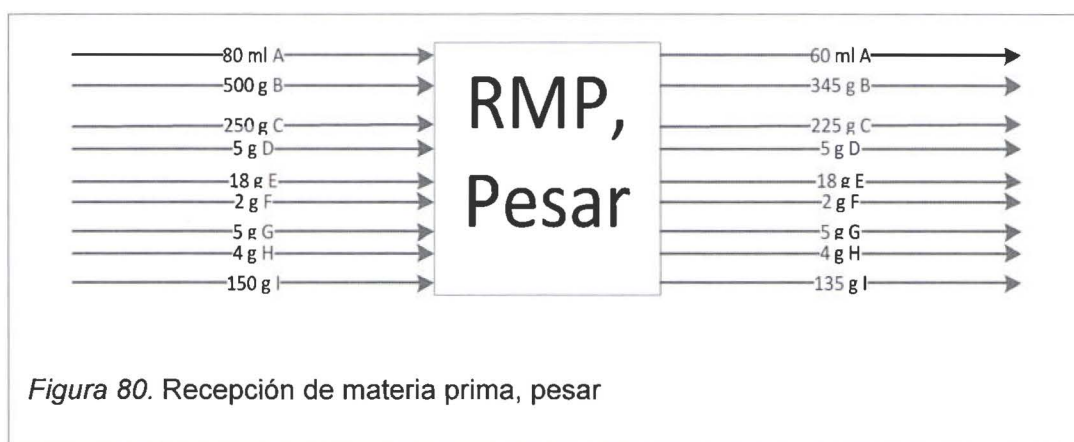 80 ml A
500 g B
250 g C
5 g D
18 g E
2 g F
5 g G
4 g H
150 g I
RMP,
Pesar
60 ml A
345 g B
225 g C
5 g D
18 g E
2 g F
5 g G
4 g H
135 g I
Figura 80. Recepción de materia prima, pesar